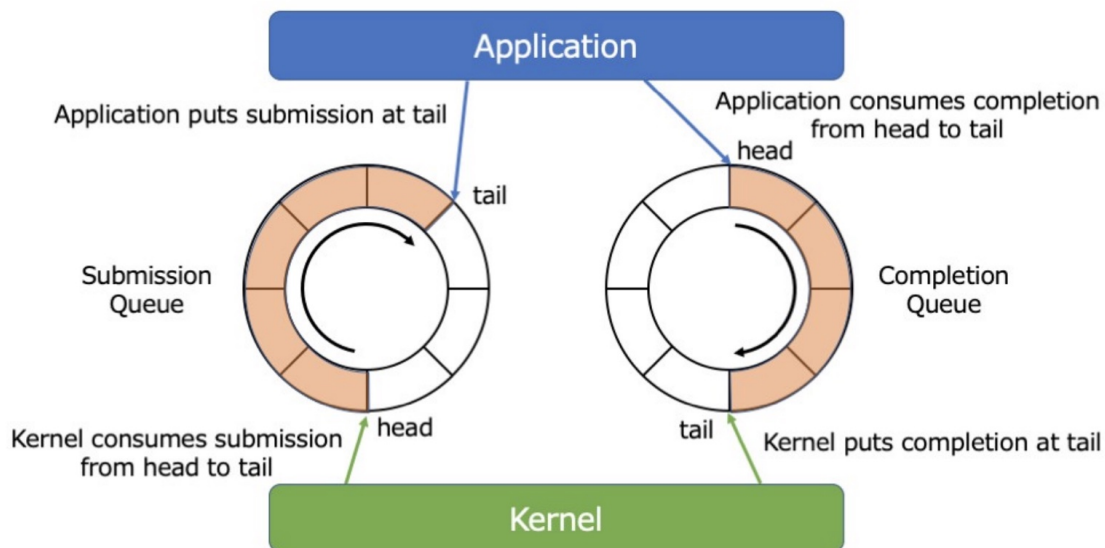 Application
Application puts submission at tail
Application consumes completion
from head to tail
head
tail
Submission
Queue
Completion
Queue
head
tail
Kernel consumes submission
from head to tail
Kernel puts completion at tail
Kernel